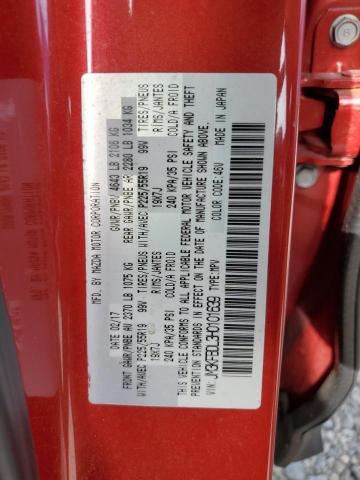 MFD. BY MAZDA MOTOR CORPORATION
DATE: 02/17 GVWR/PNBV 4643 LB 2106 KG
FRONT GAWR/PNBE AV 2370 LB 1075 KG REAR GAWR/PNBE AR 2280 LB 1034 KG
WITH/AVEC P225/55R19 99V TIRES/PNEUS WITH/AVEC P225/55R19 99V TIRES/PNEUS
19X7J RIMS/JANTES 19X7J RIMS/JANTES
240 KPA/35 PSI COLD/A FROID 240 KPA/35 PSI COLD/A FROID
THIS VEHICLE CONFORMS TO ALL APPLICABLE FEDERAL MOTOR VEHICLE SAFETY AND THEFT
PREVENTION STANDARDS IN EFFECT ON THE DATE OF MANUFACTURE SHOWN ABOVE.
MADE IN JAPAN
JM3KFBDL3H0101639
TYPE: MPV COLOR CODE: 46V